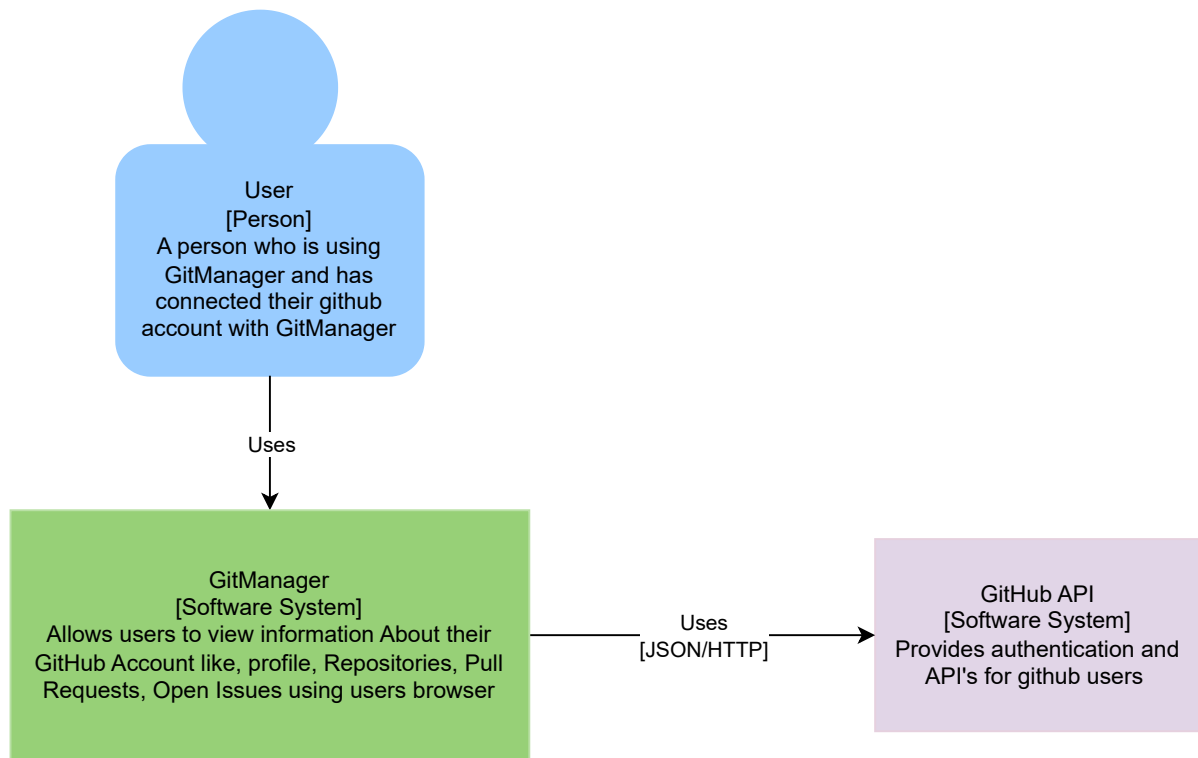 User
[Person]
A person who is using
GitManager and has
connected their github
account with GitManager
Uses
GitManager
[Software System]
Allows users to view information About their
GitHub Account like, profile, Repositories, Pull
Requests, Open Issues using users browser
Uses
[JSON/HTTP]
GitHub API
[Software System]
Provides authentication and
API's for github users